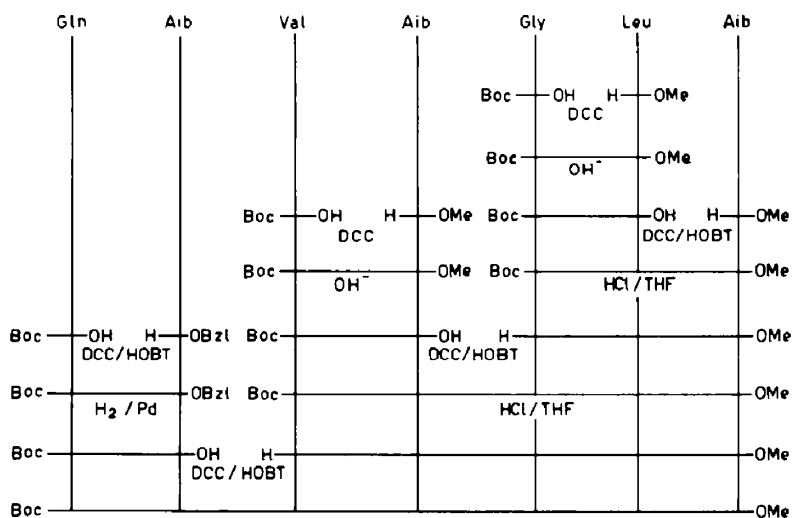 Gln Aib Val Aib Gly Leu Aib
Boc OH H OMe
DCC
Boc OMe
OH⁻
Boc OH H OMe Boc OH H OMe
DCC DCC/HOBT
Boc OMe Boc OMe
OH⁻ HCl/THF
Boc OH H OBzl Boc OH H OMe
DCC/HOBT DCC/HOBT
Boc OBzl Boc OMe
H₂/Pd HCl/THF
Boc OH H OMe
DCC/HOBT
Boc OMe